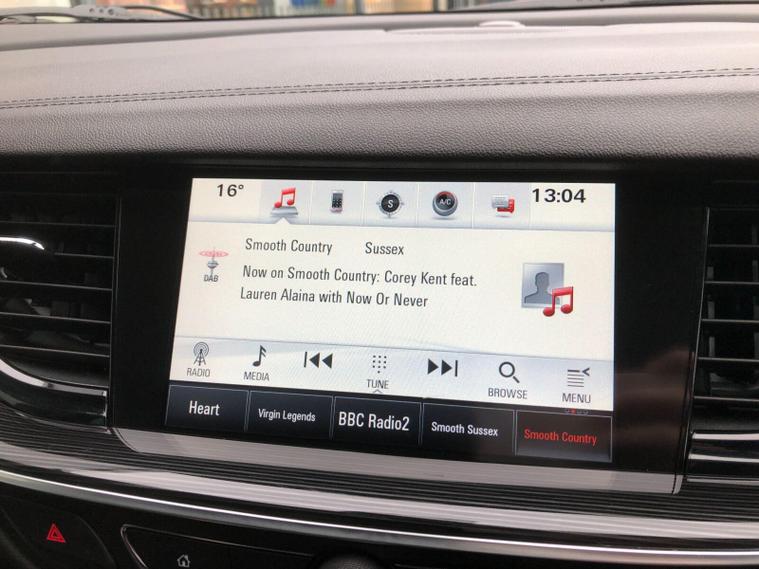 16°
S
A/C
13:04
Smooth Country Sussex
DAB
Now on Smooth Country: Corey Kent feat.
Lauren Alaina with Now Or Never
RADIO
MEDIA
TUNE
BROWSE
MENU
Heart
Virgin Legends
BBC Radio2
Smooth Sussex
Smooth Country